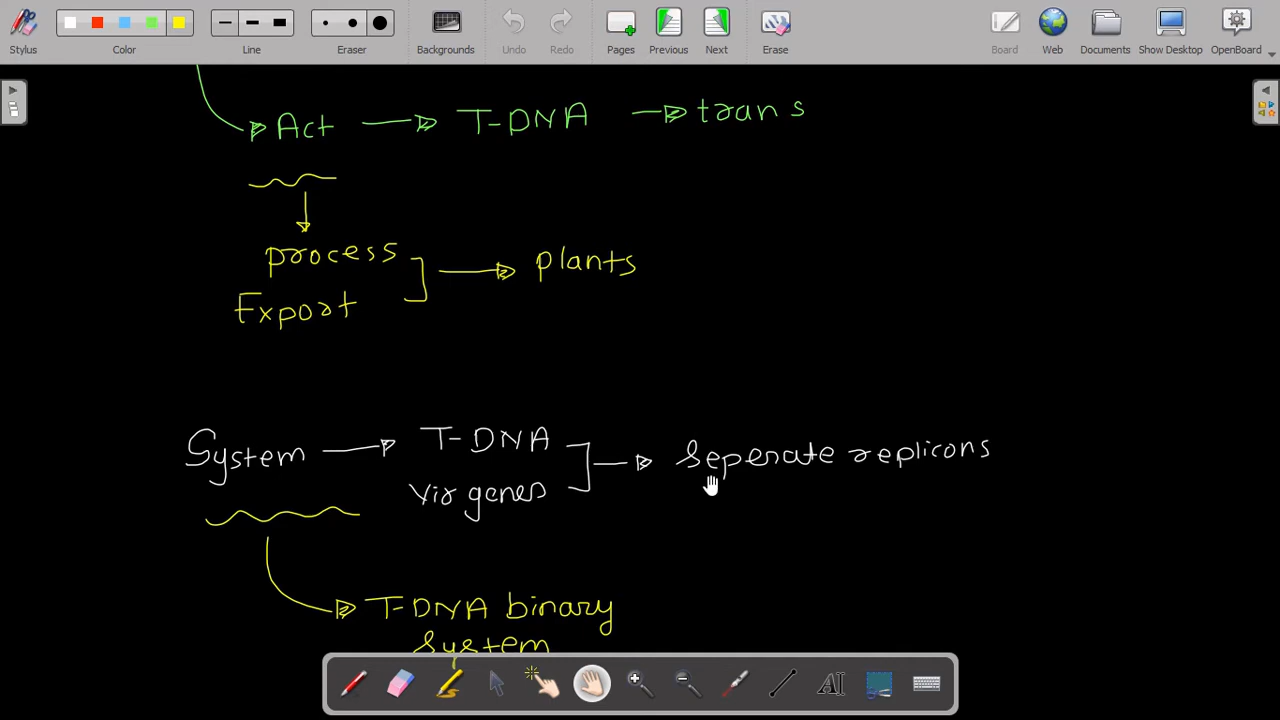 Stylus Color Line Eraser Backgrounds Undo Redo Pages Previous Next Erase Board Web Documents Show Desktop OpenBoard
Act → T-DNA → trans
process
Export
→ plants
System → T-DNA
Vir genes
→ Seperate replicons
T-DNA binary
system